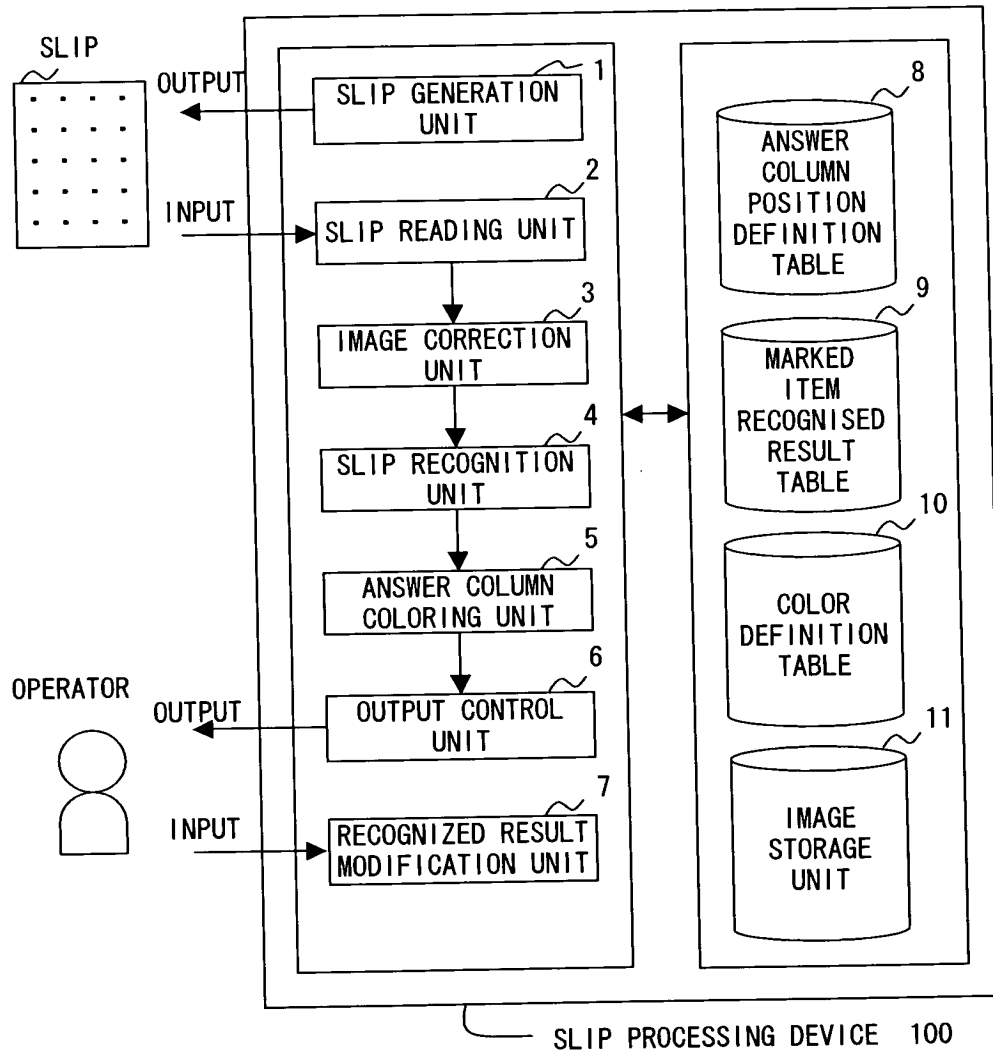 SLIP
OUTPUT
1
SLIP GENERATION
UNIT
INPUT
2
SLIP READING UNIT
3
IMAGE CORRECTION
UNIT
4
SLIP RECOGNITION
UNIT
5
ANSWER COLUMN
COLORING UNIT
OPERATOR
OUTPUT
6
OUTPUT CONTROL
UNIT
INPUT
7
RECOGNIZED RESULT
MODIFICATION UNIT
8
ANSWER
COLUMN
POSITION
DEFINITION
TABLE
9
MARKED
ITEM
RECOGNISED
RESULT
TABLE
10
COLOR
DEFINITION
TABLE
11
IMAGE
STORAGE
UNIT
SLIP PROCESSING DEVICE 100